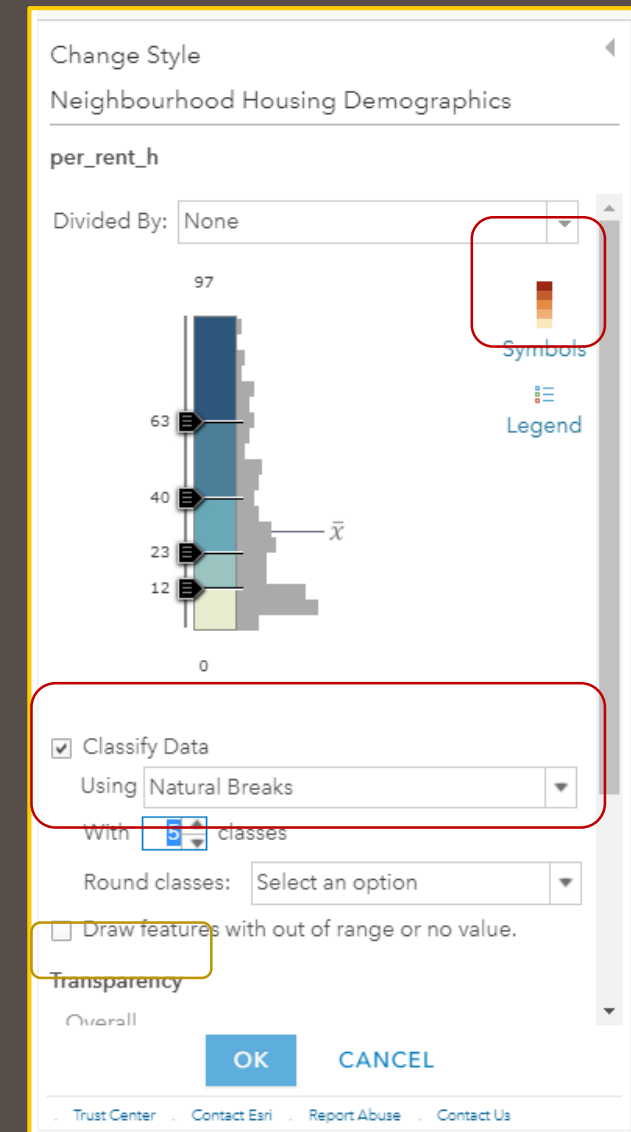 Change Style
Neighbourhood Housing Demographics
per_rent_h
Divided By: None
97
Symbols
Legend
63
40
x̄
23
12
0
Classify Data
Using Natural Breaks
With 5 classes
Round classes: Select an option
Draw features with out of range or no value.
Transparency
Overall
OK CANCEL
. Trust Center . Contact Esri . Report Abuse . Contact Us